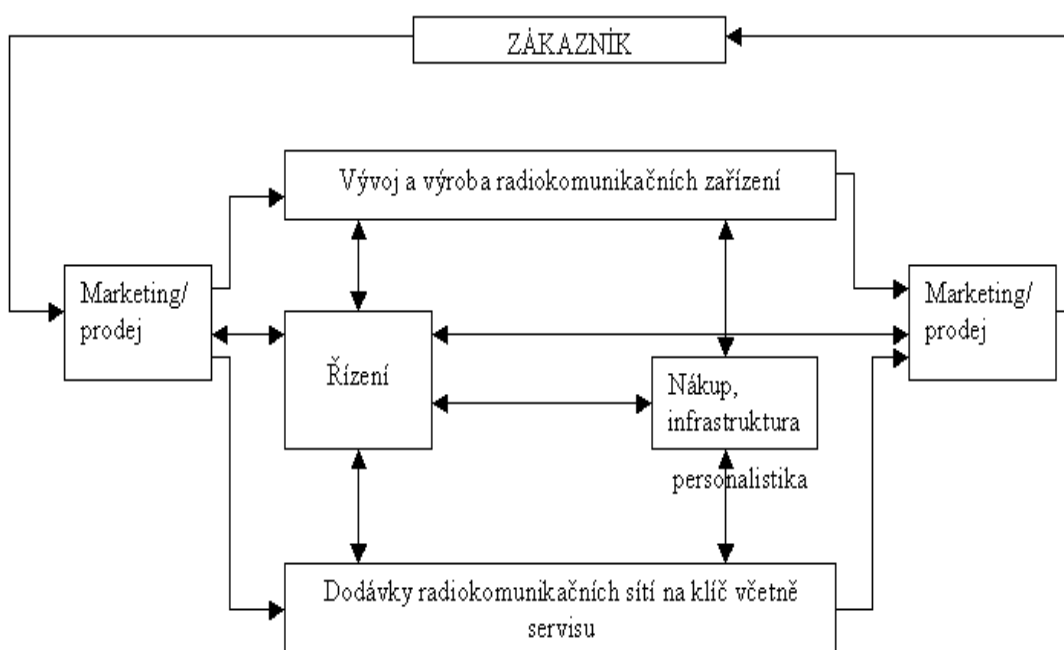 ZÁKAZNÍK
Vývoj a výroba radiokomunikačních zařízení
Marketing/
prodej
Řízení
Nákup,
infrastruktura
personalistika
Marketing/
prodej
Dodávky radiokomunikačních sítí na klíč včetně
servisu